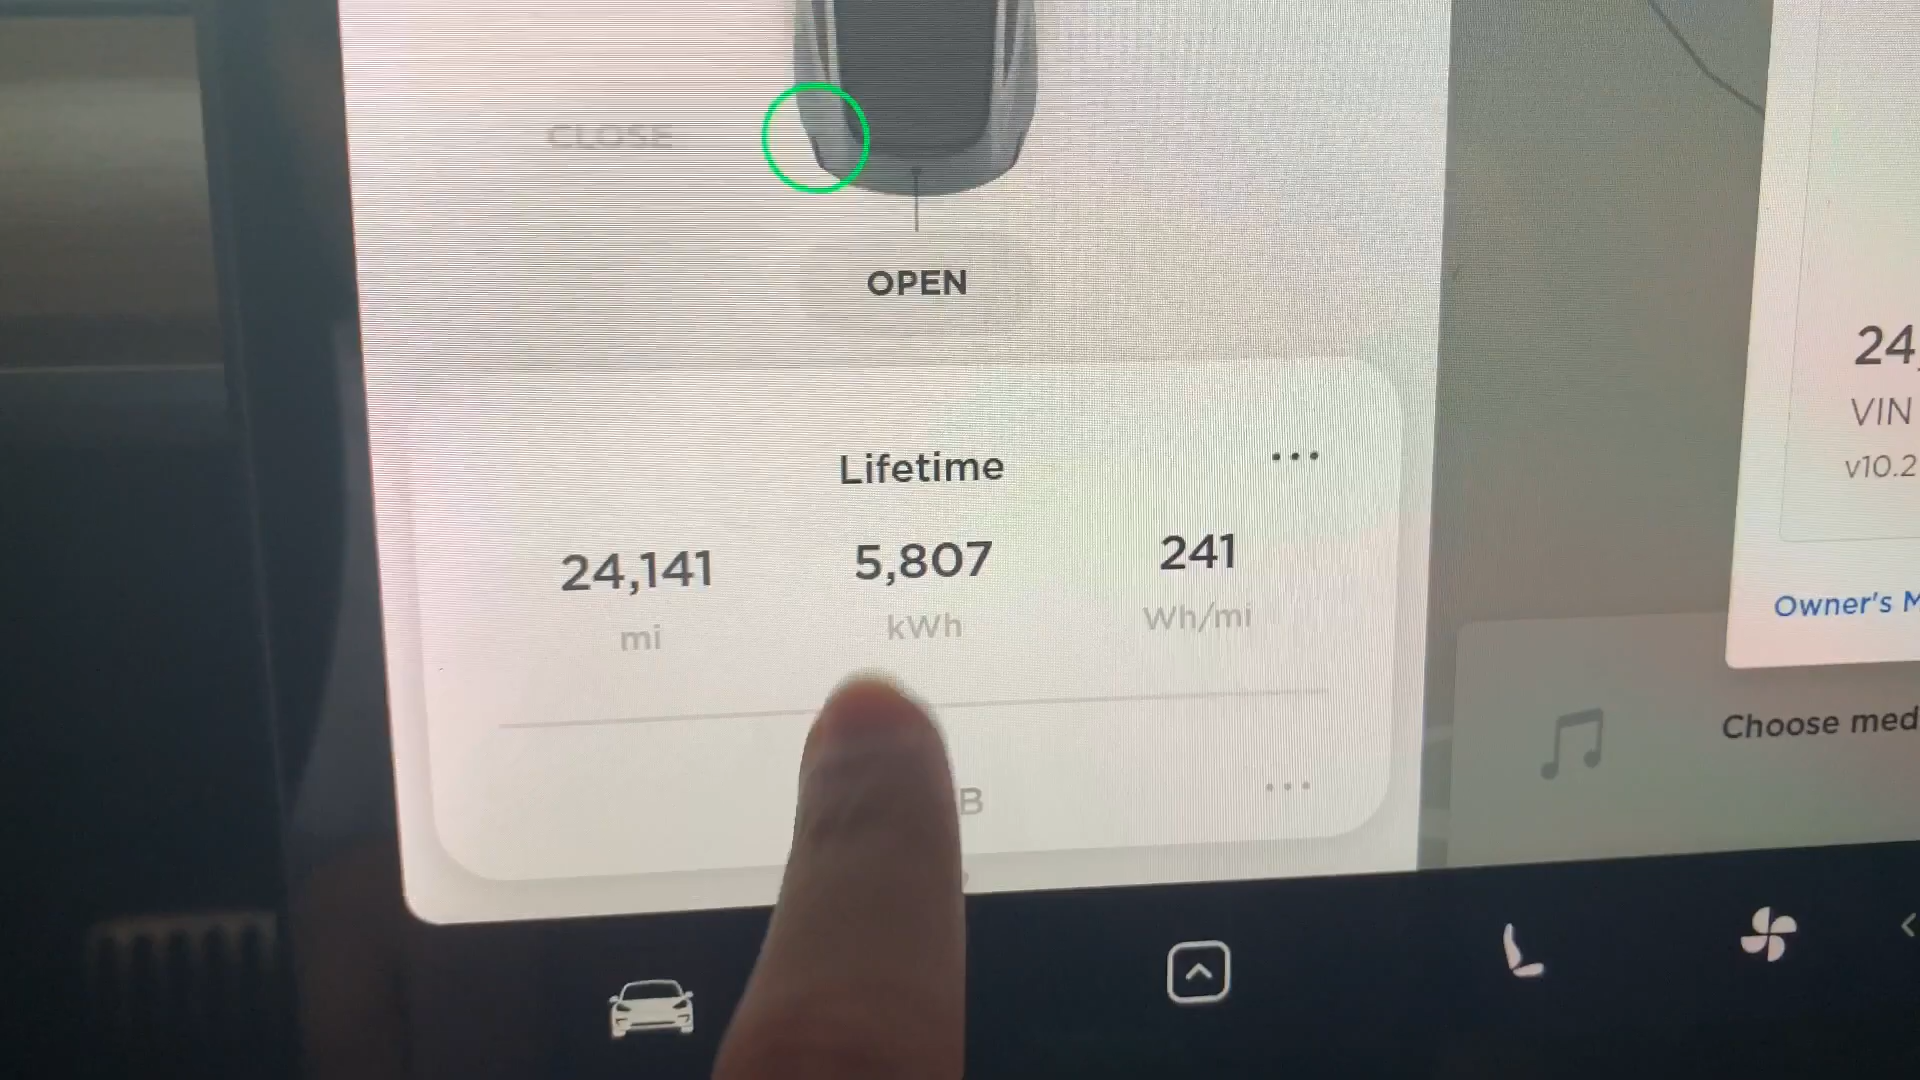 CLOSE
OPEN
Lifetime
24,141 5,807 241
mi kWh Wh/mi
B
24,
VIN
v10.2
Owner's M
Choose med